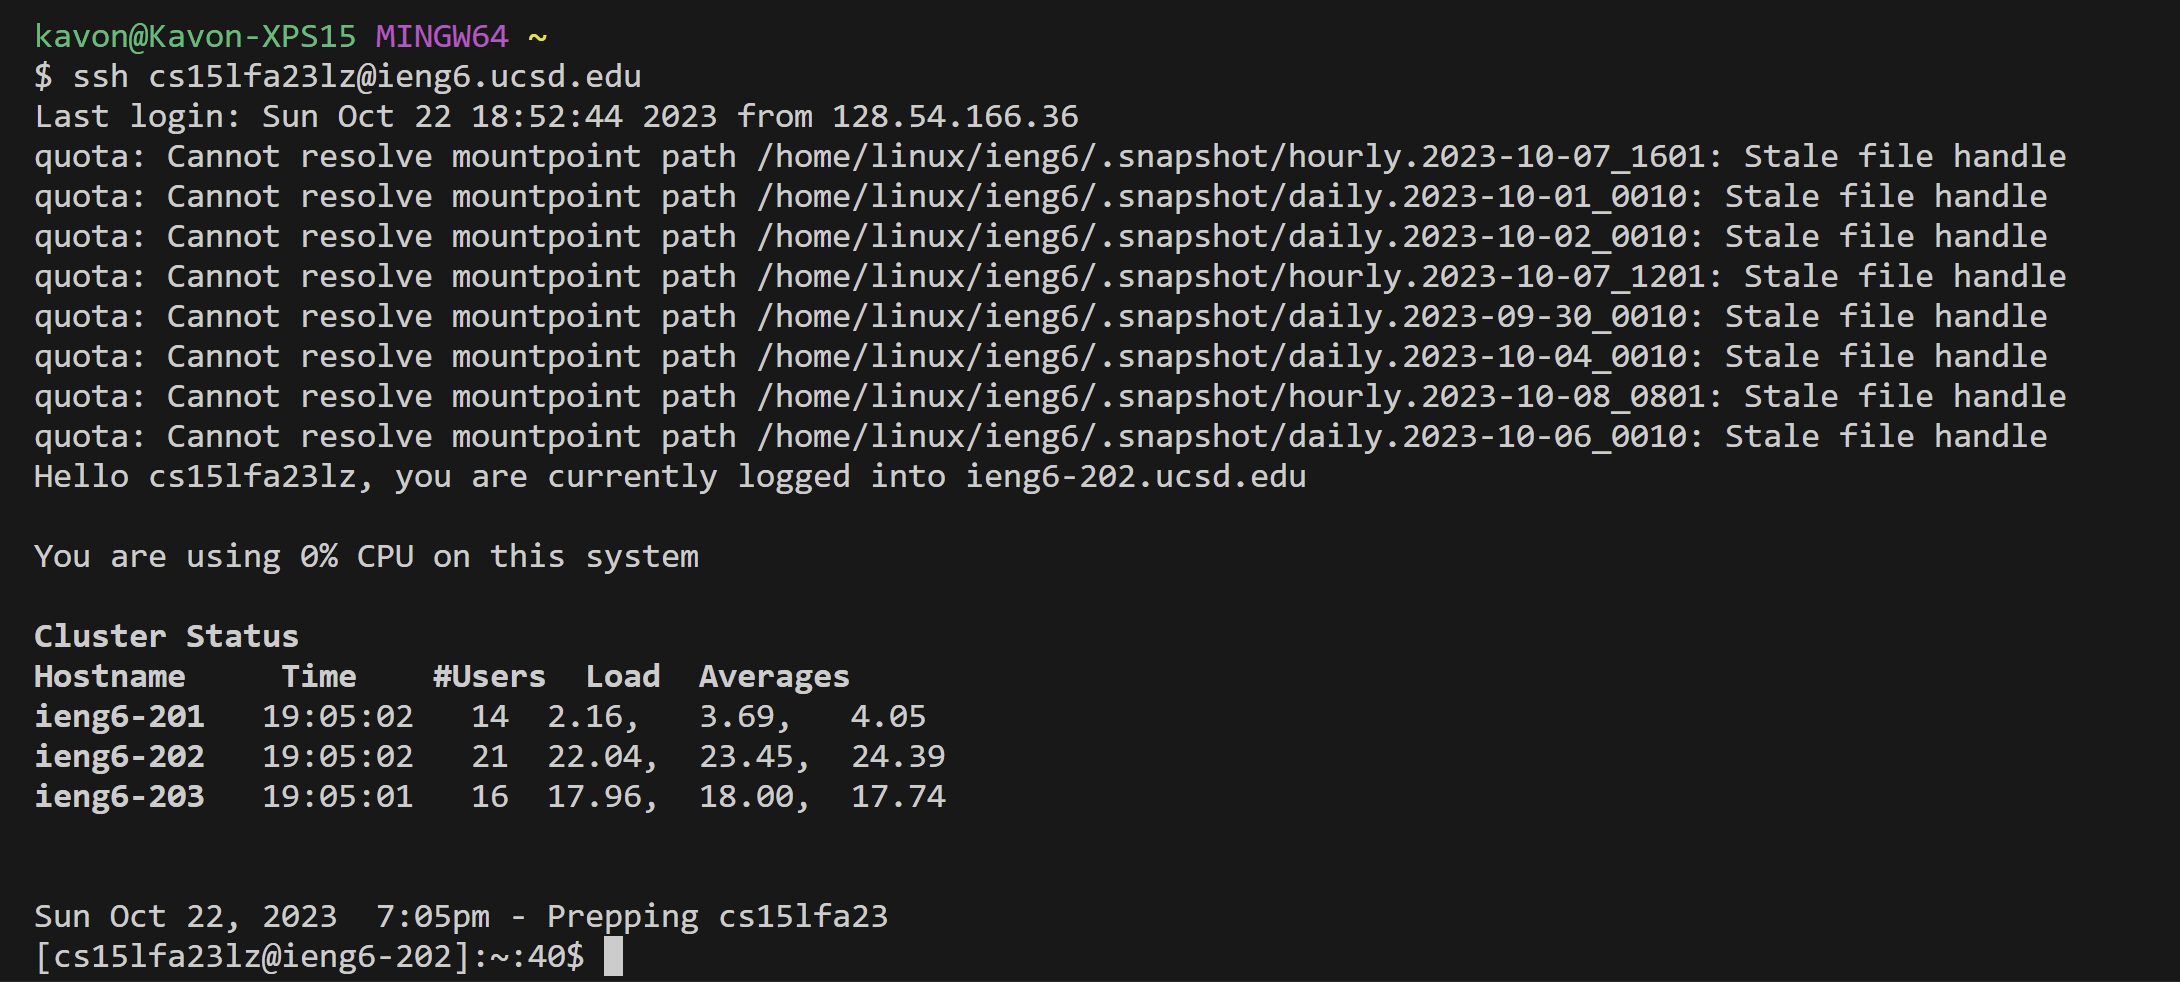 kavon@Kavon-XPS15 MINGW64 ~
$ ssh cs15lfa23lz@ieng6.ucsd.edu
Last login: Sun Oct 22 18:52:44 2023 from 128.54.166.36
quota: Cannot resolve mountpoint path /home/linux/ieng6/.snapshot/hourly.2023-10-07_1601: Stale file handle
quota: Cannot resolve mountpoint path /home/linux/ieng6/.snapshot/daily.2023-10-01_0010: Stale file handle
quota: Cannot resolve mountpoint path /home/linux/ieng6/.snapshot/daily.2023-10-02_0010: Stale file handle
quota: Cannot resolve mountpoint path /home/linux/ieng6/.snapshot/hourly.2023-10-07_1201: Stale file handle
quota: Cannot resolve mountpoint path /home/linux/ieng6/.snapshot/daily.2023-09-30_0010: Stale file handle
quota: Cannot resolve mountpoint path /home/linux/ieng6/.snapshot/daily.2023-10-04_0010: Stale file handle
quota: Cannot resolve mountpoint path /home/linux/ieng6/.snapshot/hourly.2023-10-08_0801: Stale file handle
quota: Cannot resolve mountpoint path /home/linux/ieng6/.snapshot/daily.2023-10-06_0010: Stale file handle
Hello cs15lfa23lz, you are currently logged into ieng6-202.ucsd.edu

You are using 0% CPU on this system

Cluster Status
Hostname     Time    #Users  Load  Averages
ieng6-201   19:05:02   14  2.16,   3.69,   4.05
ieng6-202   19:05:02   21  22.04,  23.45,  24.39
ieng6-203   19:05:01   16  17.96,  18.00,  17.74


Sun Oct 22, 2023  7:05pm - Prepping cs15lfa23
[cs15lfa23lz@ieng6-202]:~:40$